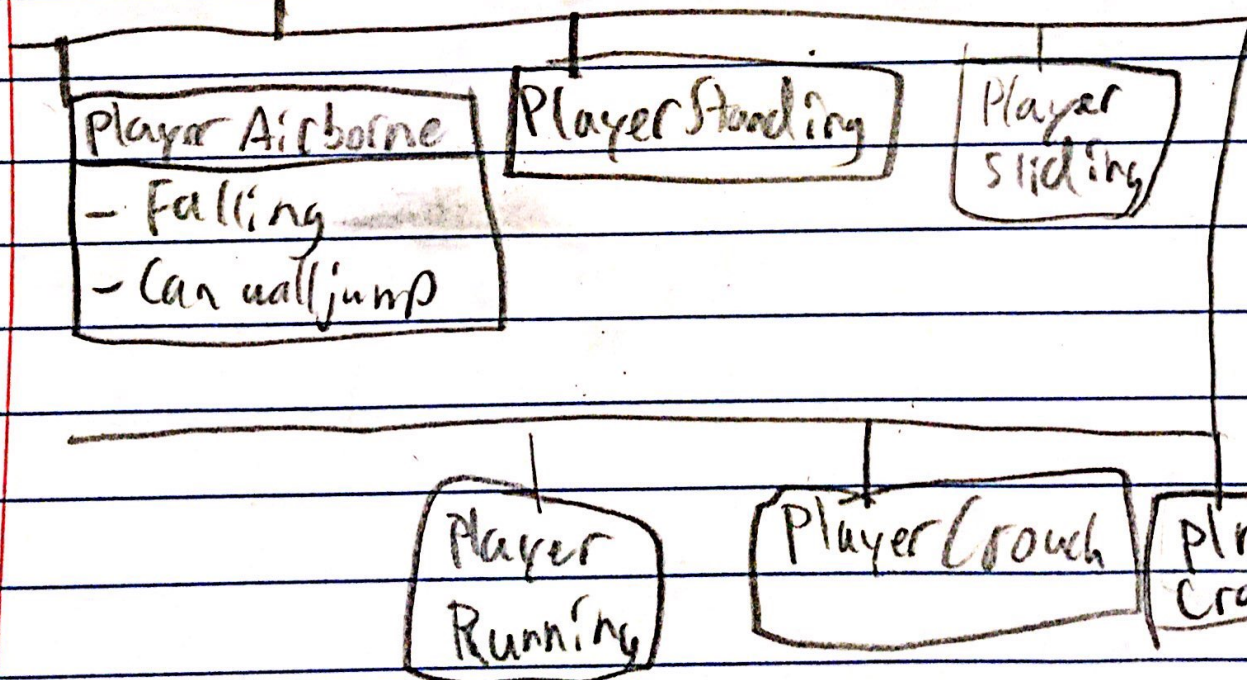 Player Airborne
- Falling
- Can walljump
PlayerStanding
Player
sliding
Player
Running
PlayerCrouch